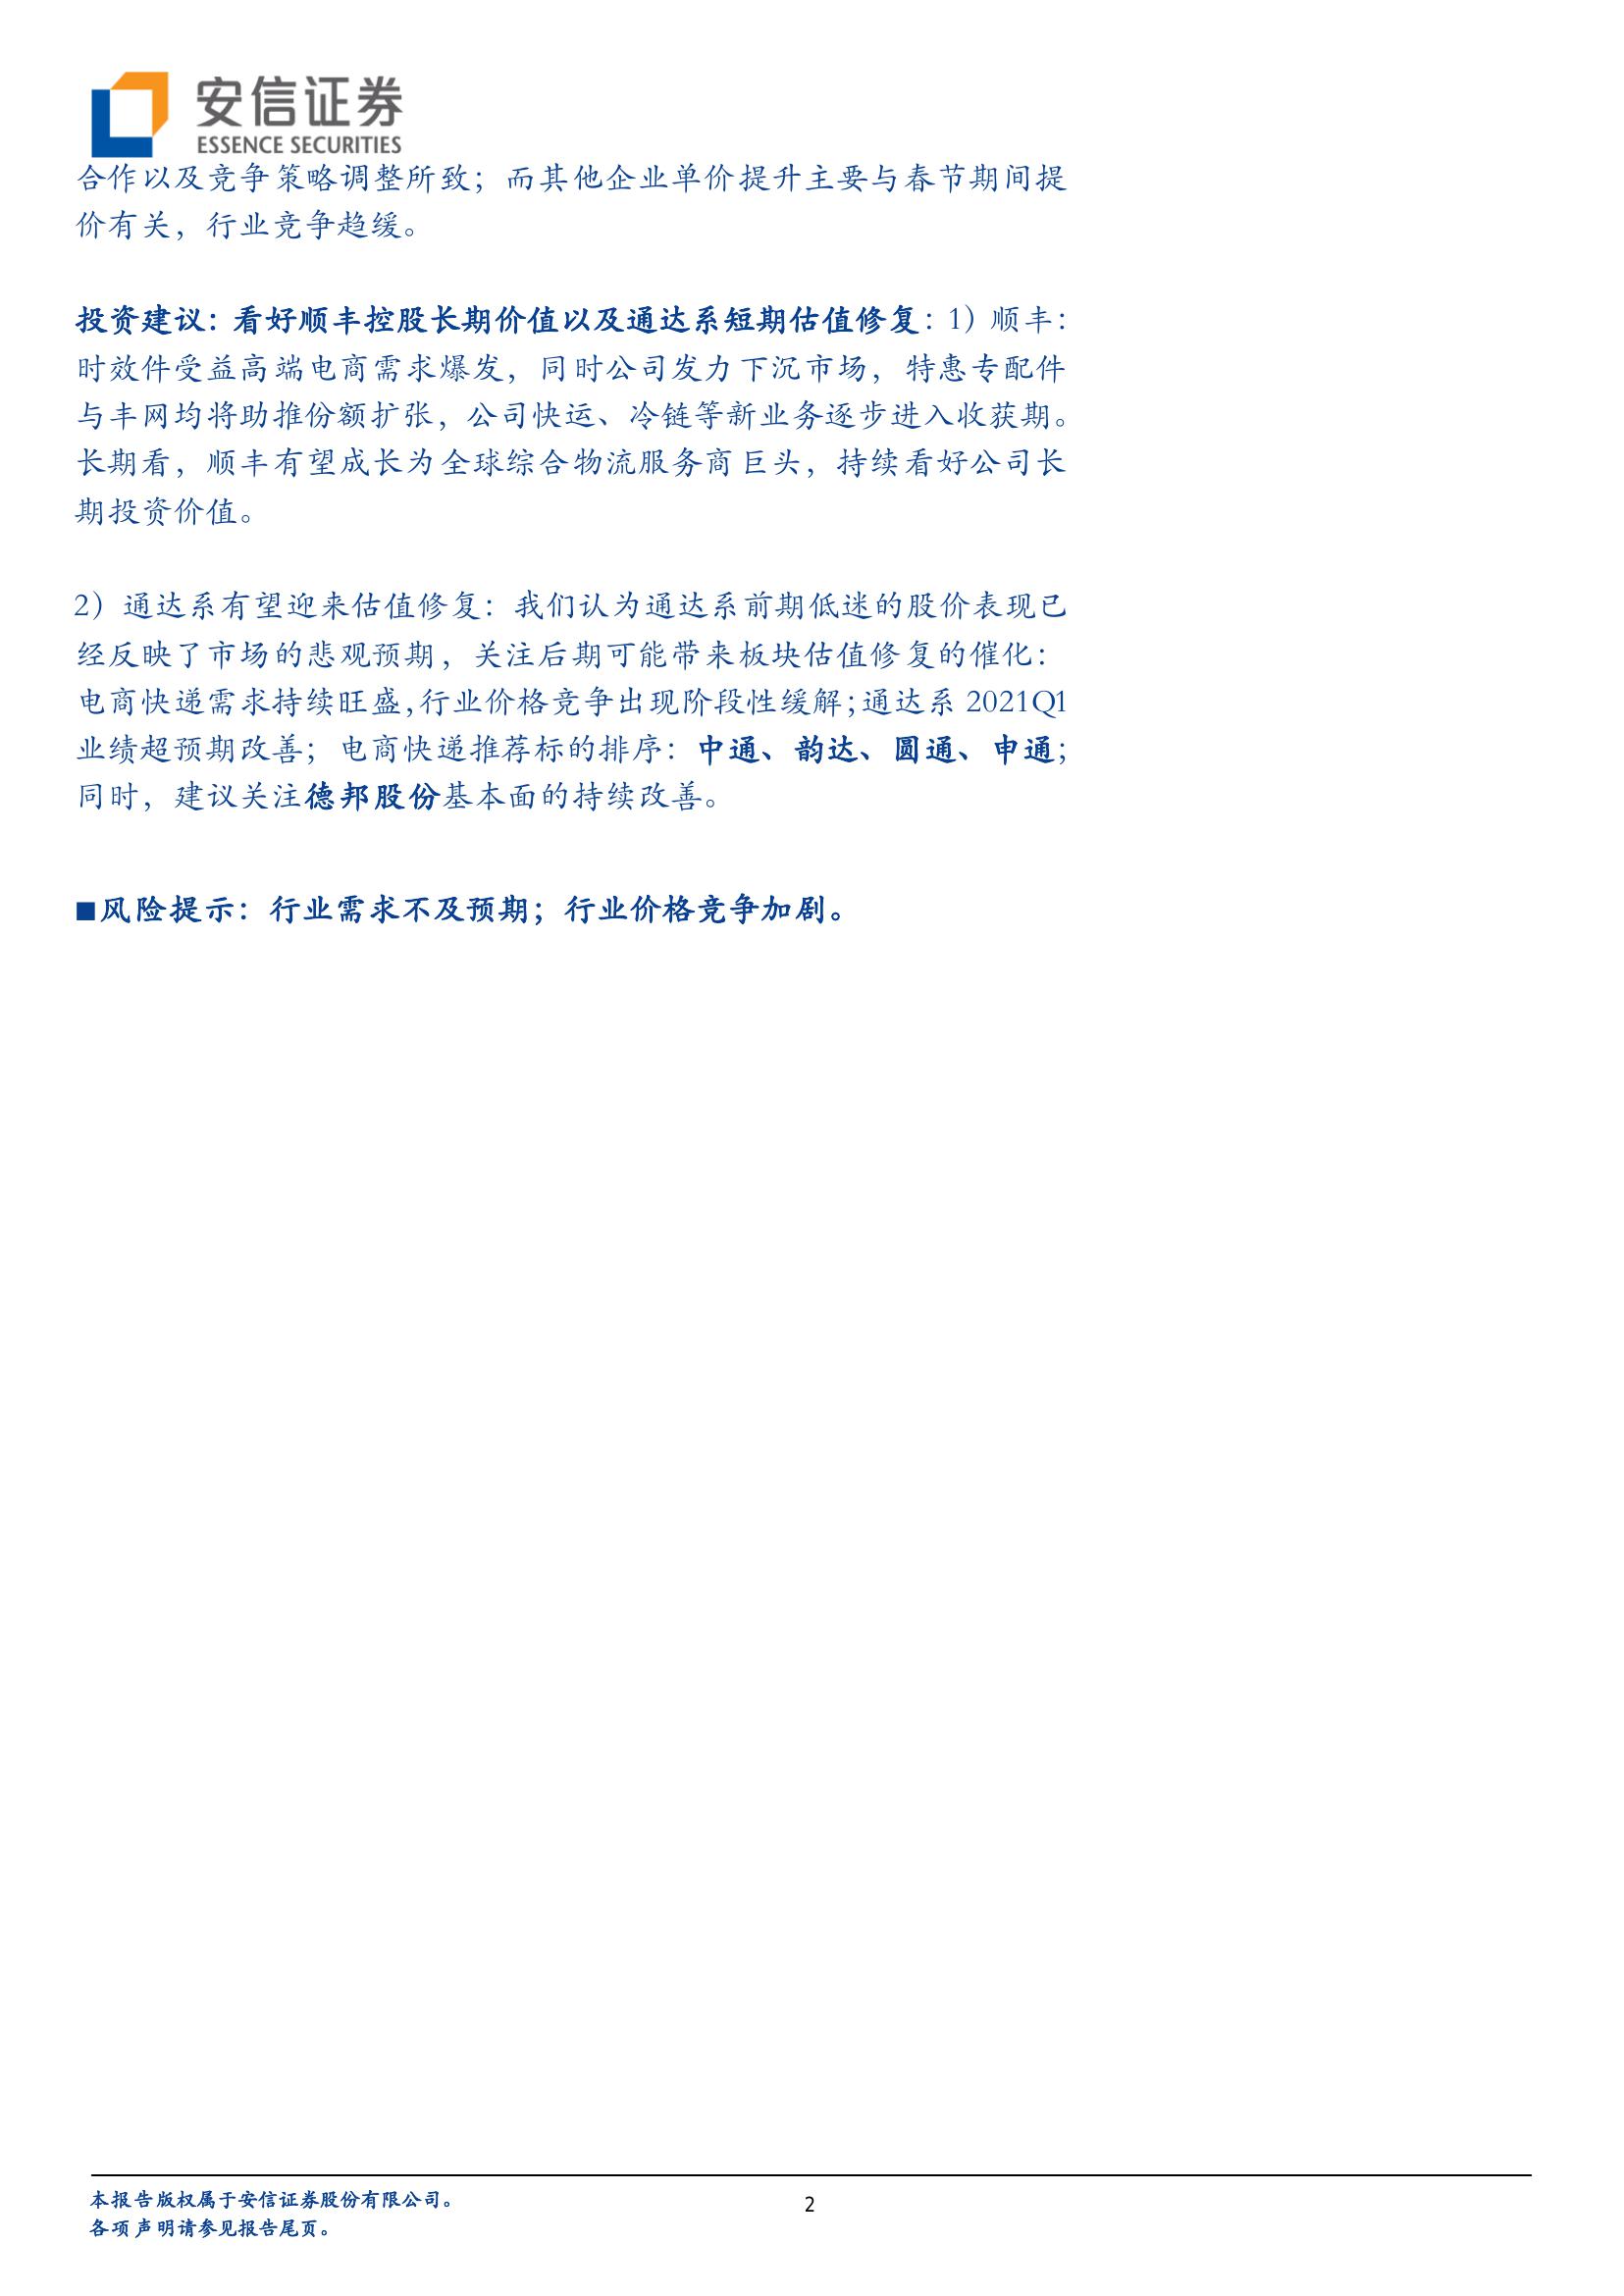 安信证券
ESSENCE SECURITIES
合作以及竞争策略调整所致；而其他企业单价提升主要与春节期间提
价有关，行业竞争趋缓。
投资建议：看好顺丰控股长期价值以及通达系短期估值修复：1）顺丰：
时效件受益高端电商需求爆发，同时公司发力下沉市场，特惠专配件
与丰网均将助推份额扩张，公司快运、冷链等新业务逐步进入收获期。
长期看，顺丰有望成长为全球综合物流服务商巨头，持续看好公司长
期投资价值。
2）通达系有望迎来估值修复：我们认为通达系前期低迷的股价表现已
经反映了市场的悲观预期，关注后期可能带来板块估值修复的催化：
电商快递需求持续旺盛,行业价格竞争出现阶段性缓解;通达系 2021Q1
业绩超预期改善；电商快递推荐标的排序：中通、韵达、圆通、申通；
同时，建议关注德邦股份基本面的持续改善。
■风险提示：行业需求不及预期；行业价格竞争加剧。
本报告版权属于安信证券股份有限公司。
各项声明请参见报告尾页。
2